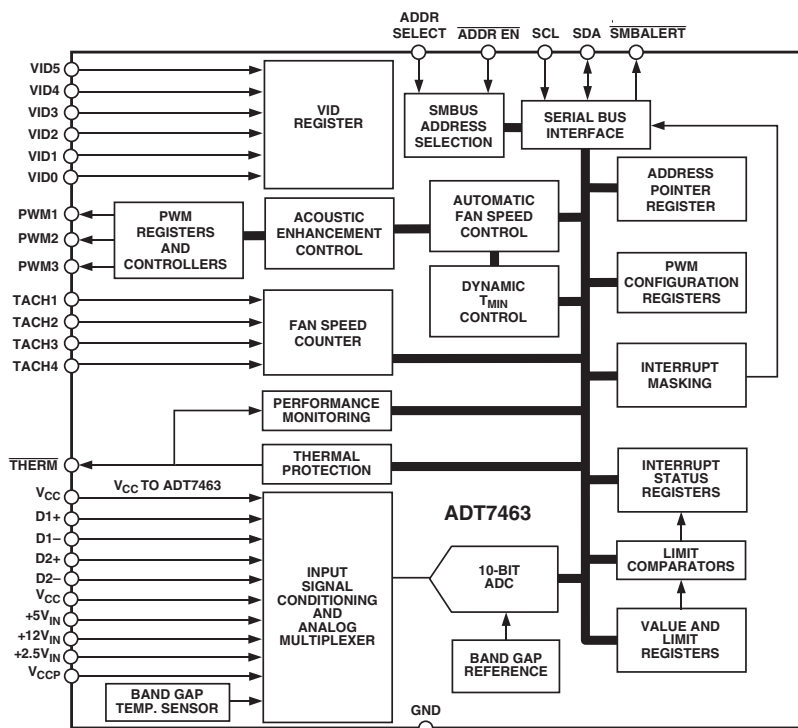 ADDR
SELECT
ADDR EN
SCL
SDA
SMBALERT
VID5
VID4
VID3
VID2
VID1
VID0
VID
REGISTER
SMBUS
ADDRESS
SELECTION
SERIAL BUS
INTERFACE
ADDRESS
POINTER
REGISTER
PWM1
PWM2
PWM3
PWM
REGISTERS
AND
CONTROLLERS
ACOUSTIC
ENHANCEMENT
CONTROL
AUTOMATIC
FAN SPEED
CONTROL
DYNAMIC
TMIN
CONTROL
PWM
CONFIGURATION
REGISTERS
TACH1
TACH2
TACH3
TACH4
FAN SPEED
COUNTER
INTERRUPT
MASKING
PERFORMANCE
MONITORING
THERM
THERMAL
PROTECTION
INTERRUPT
STATUS
REGISTERS
VCC
VCC TO ADT7463
D1+
D1–
D2+
D2–
VCC
+5VIN
+12VIN
+2.5VIN
VCCP
INPUT
SIGNAL
CONDITIONING
AND
ANALOG
MULTIPLEXER
ADT7463
10-BIT
ADC
LIMIT
COMPARATORS
VALUE AND
LIMIT
REGISTERS
BAND GAP
REFERENCE
BAND GAP
TEMP. SENSOR
GND